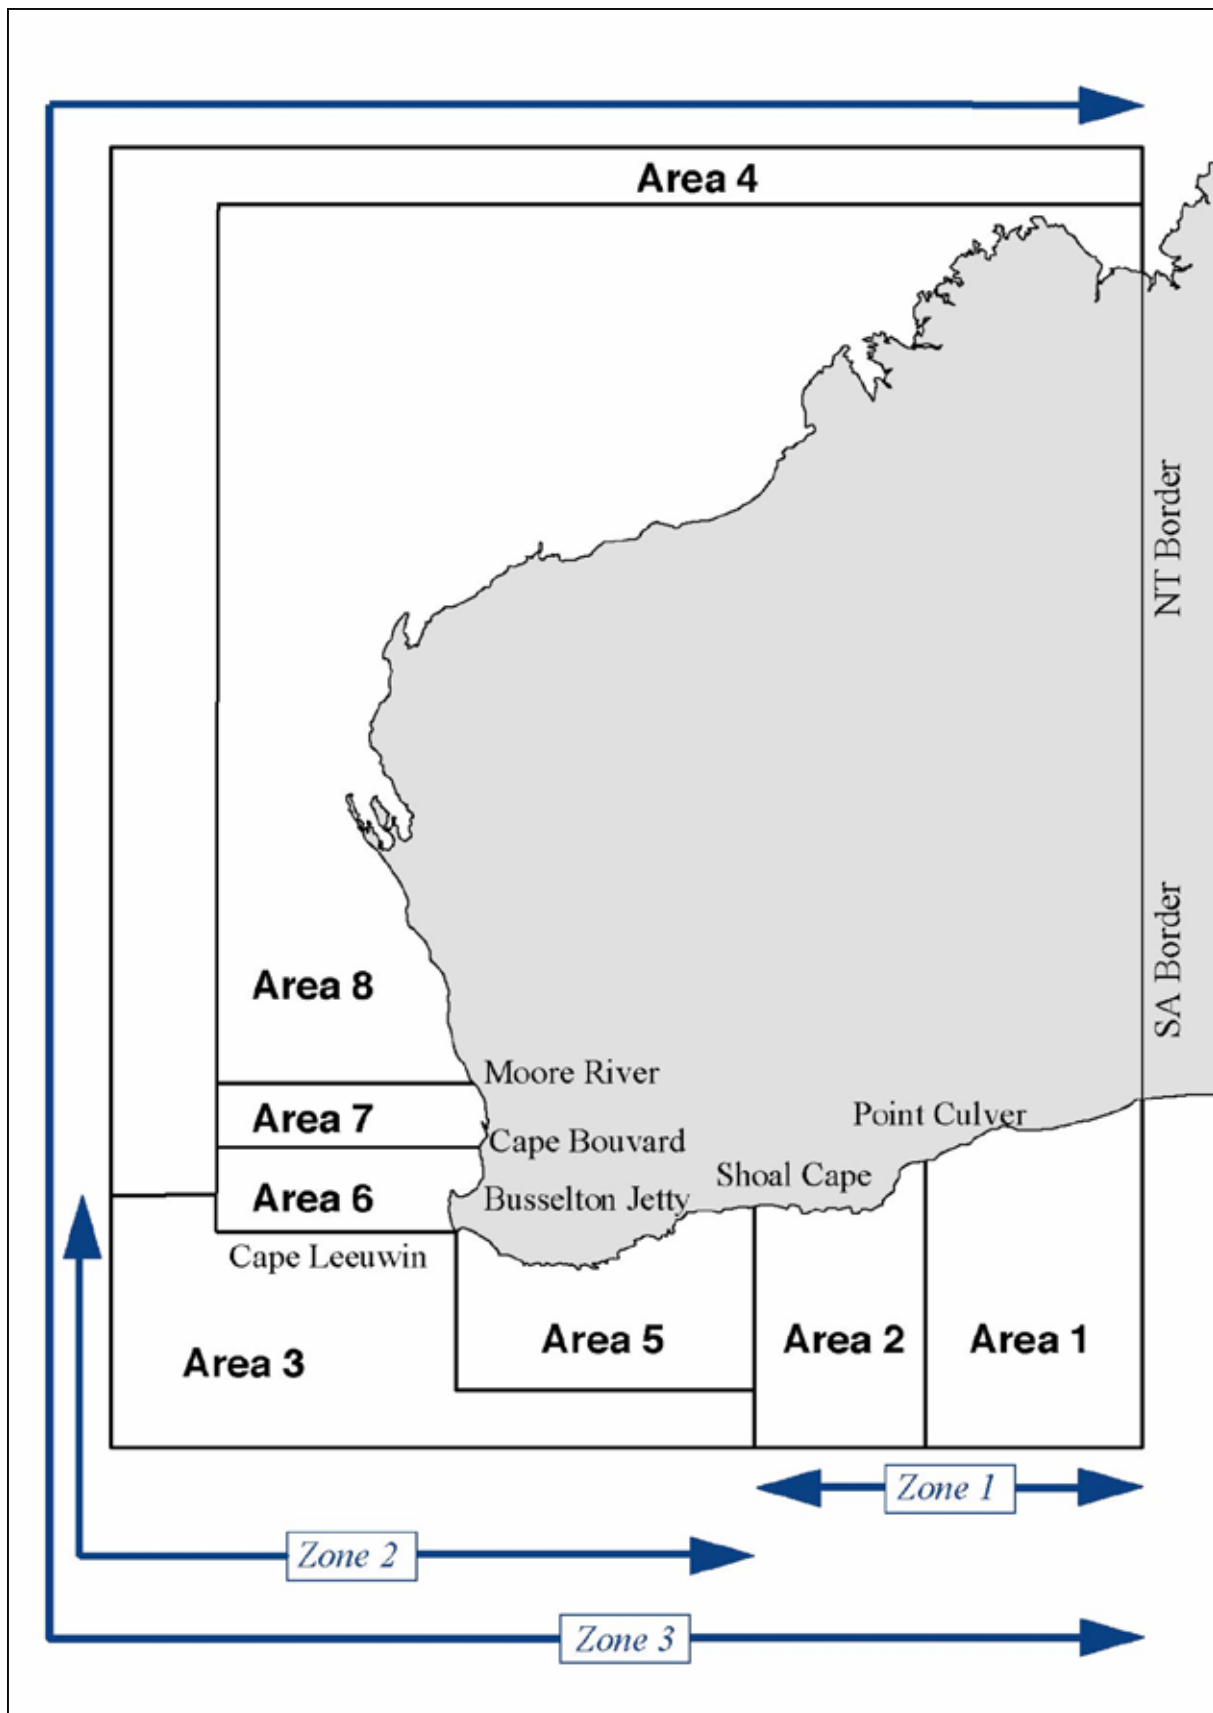 Area 4
NT Border
SA Border
Area 8
Moore River
Area 7
Point Culver
Cape Bouvard
Shoal Cape
Area 6
Busselton Jetty
Cape Leeuwin
Area 5
Area 2
Area 1
Area 3
Zone 1
Zone 2
Zone 3